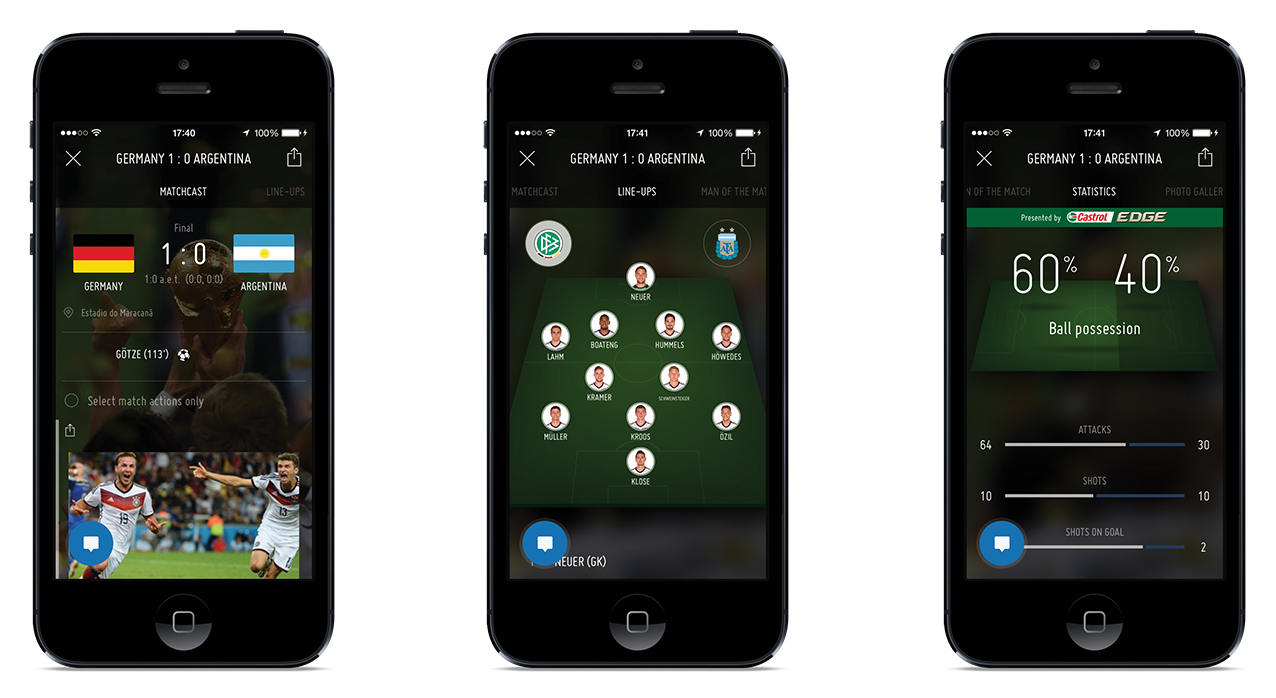 17:40
100%
GERMANY 1 : 0 ARGENTINA
MATCHCAST
LINE-UPS
Final
1 : 0
1:0 a.e.t. (0:0, 0:0)
GERMANY
ARGENTINA
Estadio do Maracanã
GÖTZE (113')
Select match actions only
19
13
17:41
100%
GERMANY 1 : 0 ARGENTINA
MATCHCAST
LINE-UPS
MAN OF THE MAT
AFA
NEUER
LAHM
BOATENG
HUMMELS
HÖWEDES
KRAMER
SCHWEINSTEIGER
MÜLLER
KROOS
ÖZIL
KLOSE
NEUER (GK)
17:41
100%
GERMANY 1 : 0 ARGENTINA
N OF THE MATCH
STATISTICS
PHOTO GALLER
Presented by Castrol EDGE
60% 40%
Ball possession
ATTACKS
64 30
SHOTS
10 10
SHOTS ON GOAL
2